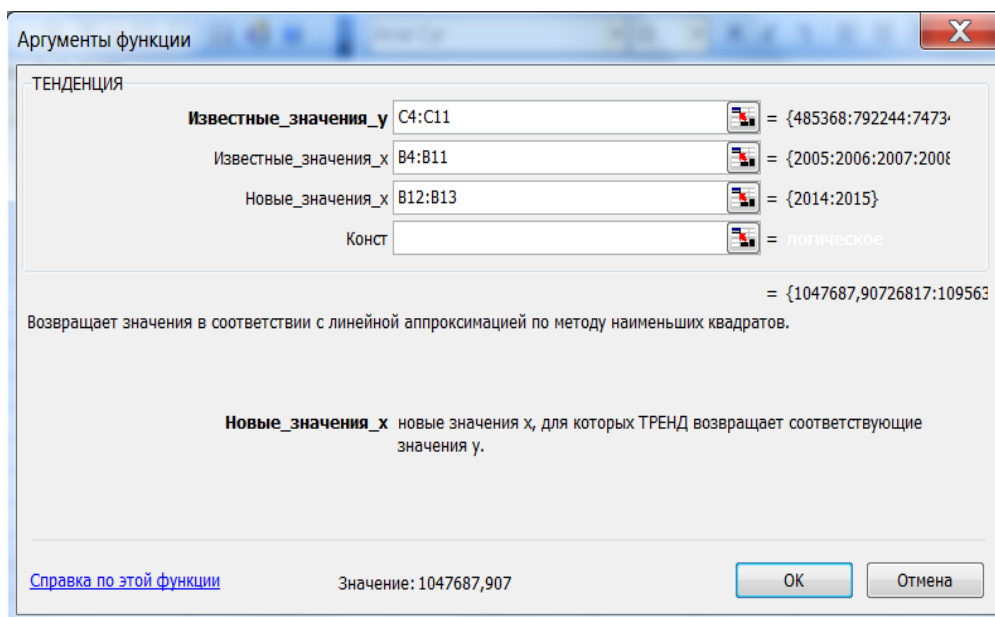 Аргументы функции
ТЕНДЕНЦИЯ
Известные_значения_y C4:C11 = {485368:792244:74734
Известные_значения_x B4:B11 = {2005:2006:2007:2008
Новые_значения_x B12:B13 = {2014:2015}
Конст = логическое
= {1047687,90726817:109563
Возвращает значения в соответствии с линейной аппроксимацией по методу наименьших квадратов.
Новые_значения_x новые значения x, для которых ТРЕНД возвращает соответствующие
значения y.
Справка по этой функции Значение: 1047687,907 ОК Отмена